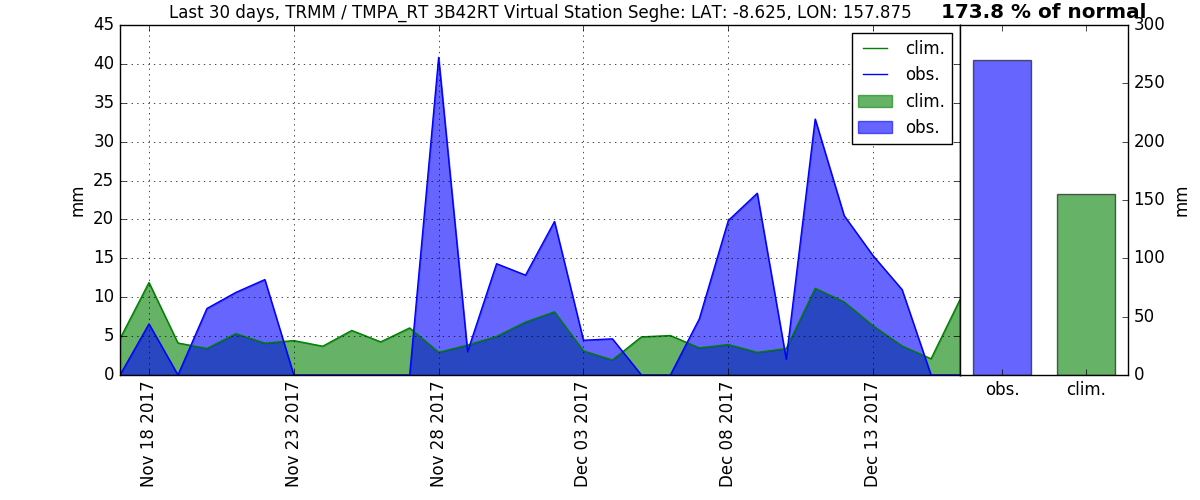 Last 30 days, TRMM / TMPA_RT 3B42RT Virtual Station Seghe: LAT: -8.625, LON: 157.875
173.8 % of normal
45
40
35
30
25
20
15
10
5
0
mm
clim.
obs.
clim.
obs.
Nov 18 2017
Nov 23 2017
Nov 28 2017
Dec 03 2017
Dec 08 2017
Dec 13 2017
300
250
200
150
100
50
0
mm
obs.
clim.